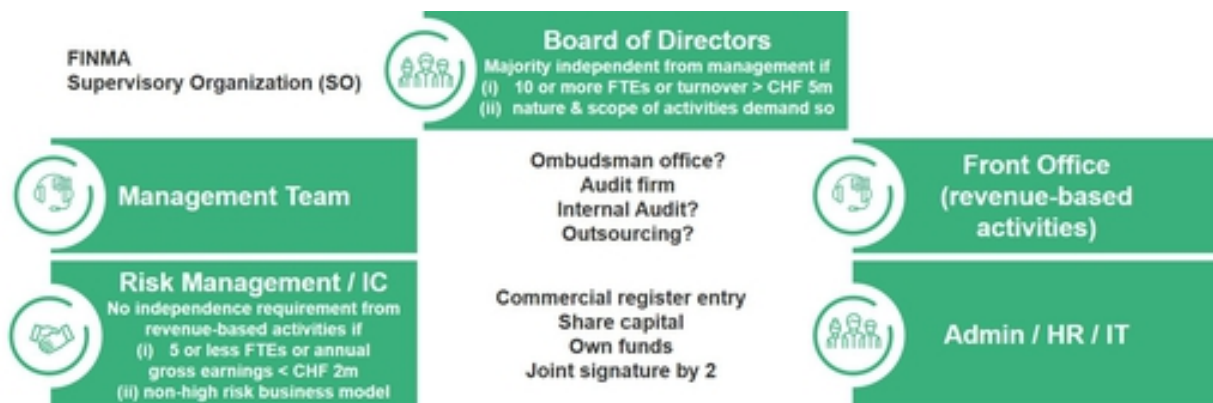 FINMA
Supervisory Organization (SO)
Board of Directors
Majority independent from management if
(i) 10 or more FTEs or turnover > CHF 5m
(ii) nature & scope of activities demand so
Management Team
Ombudsman office?
Audit firm
Internal Audit?
Outsourcing?
Front Office
(revenue-based
activities)
Risk Management / IC
No independence requirement from
revenue-based activities if
(i) 5 or less FTEs or annual
gross earnings < CHF 2m
(ii) non-high risk business model
Commercial register entry
Share capital
Own funds
Joint signature by 2
Admin / HR / IT